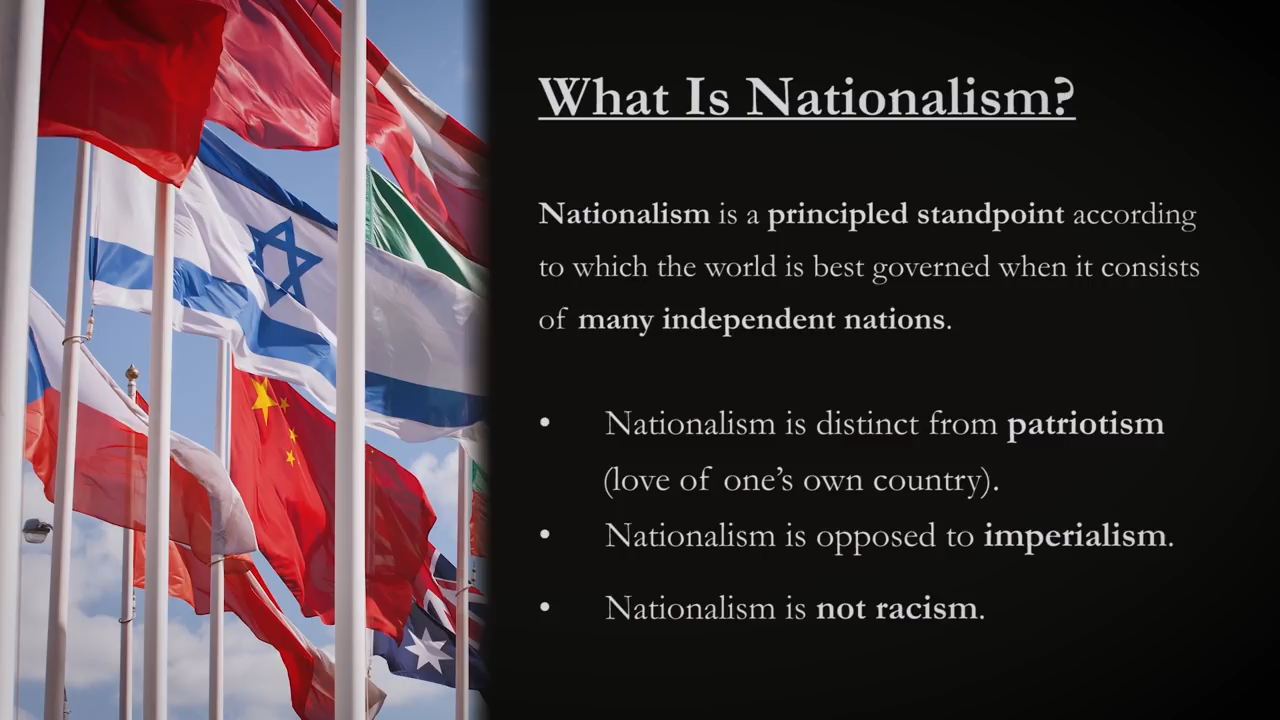 What Is Nationalism?
Nationalism is a principled standpoint according
to which the world is best governed when it consists
of many independent nations.
• Nationalism is distinct from patriotism
(love of one’s own country).
• Nationalism is opposed to imperialism.
• Nationalism is not racism.